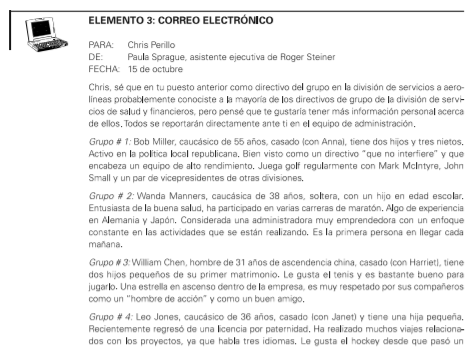 ELEMENTO 3: CORREO ELECTRÓNICO
PARA: Chris Perillo
DE: Paula Sprague, asistente ejecutiva de Roger Steiner
FECHA: 15 de octubre
Chris, sé que en tu puesto anterior como directivo del grupo en la división de servicios a aero-
líneas probablemente conociste a la mayoría de los directivos de grupo de la división de servi-
cios de salud y financieros, pero pensé que te gustaría tener más información personal acerca
de ellos. Todos se reportarán directamente ante ti en el equipo de administración.
Grupo # 1: Bob Miller, caucásico de 55 años, casado (con Anna), tiene dos hijos y tres nietos.
Activo en la política local republicana. Bien visto como un directivo "que no interfiere" y que
encabeza un equipo de alto rendimiento. Juega golf regularmente con Mark McIntyre, John
Small y un par de vicepresidentes de otras divisiones.
Grupo # 2: Wanda Manners, caucásica de 38 años, soltera, con un hijo en edad escolar.
Entusiasta de la buena salud, ha participado en varias carreras de maratón. Algo de experiencia
en Alemania y Japón. Considerada una administradora muy emprendedora con un enfoque
constante en las actividades que se están realizando. Es la primera persona en llegar cada
mañana.
Grupo # 3: William Chen, hombre de 31 años de ascendencia china, casado (con Harriet), tiene
dos hijos pequeños de su primer matrimonio. Le gusta el tenis y es bastante bueno para
jugarlo. Una estrella en ascenso dentro de la empresa, es muy respetado por sus compañeros
como un "hombre de acción" y como un buen amigo.
Grupo # 4: Leo Jones, caucásico de 36 años, casado (con Janet) y tiene una hija pequeña.
Recientemente regresó de una licencia por paternidad. Ha realizado muchos viajes relaciona-
dos con los proyectos, ya que habla tres idiomas. Le gusta el hockey desde que pasó un